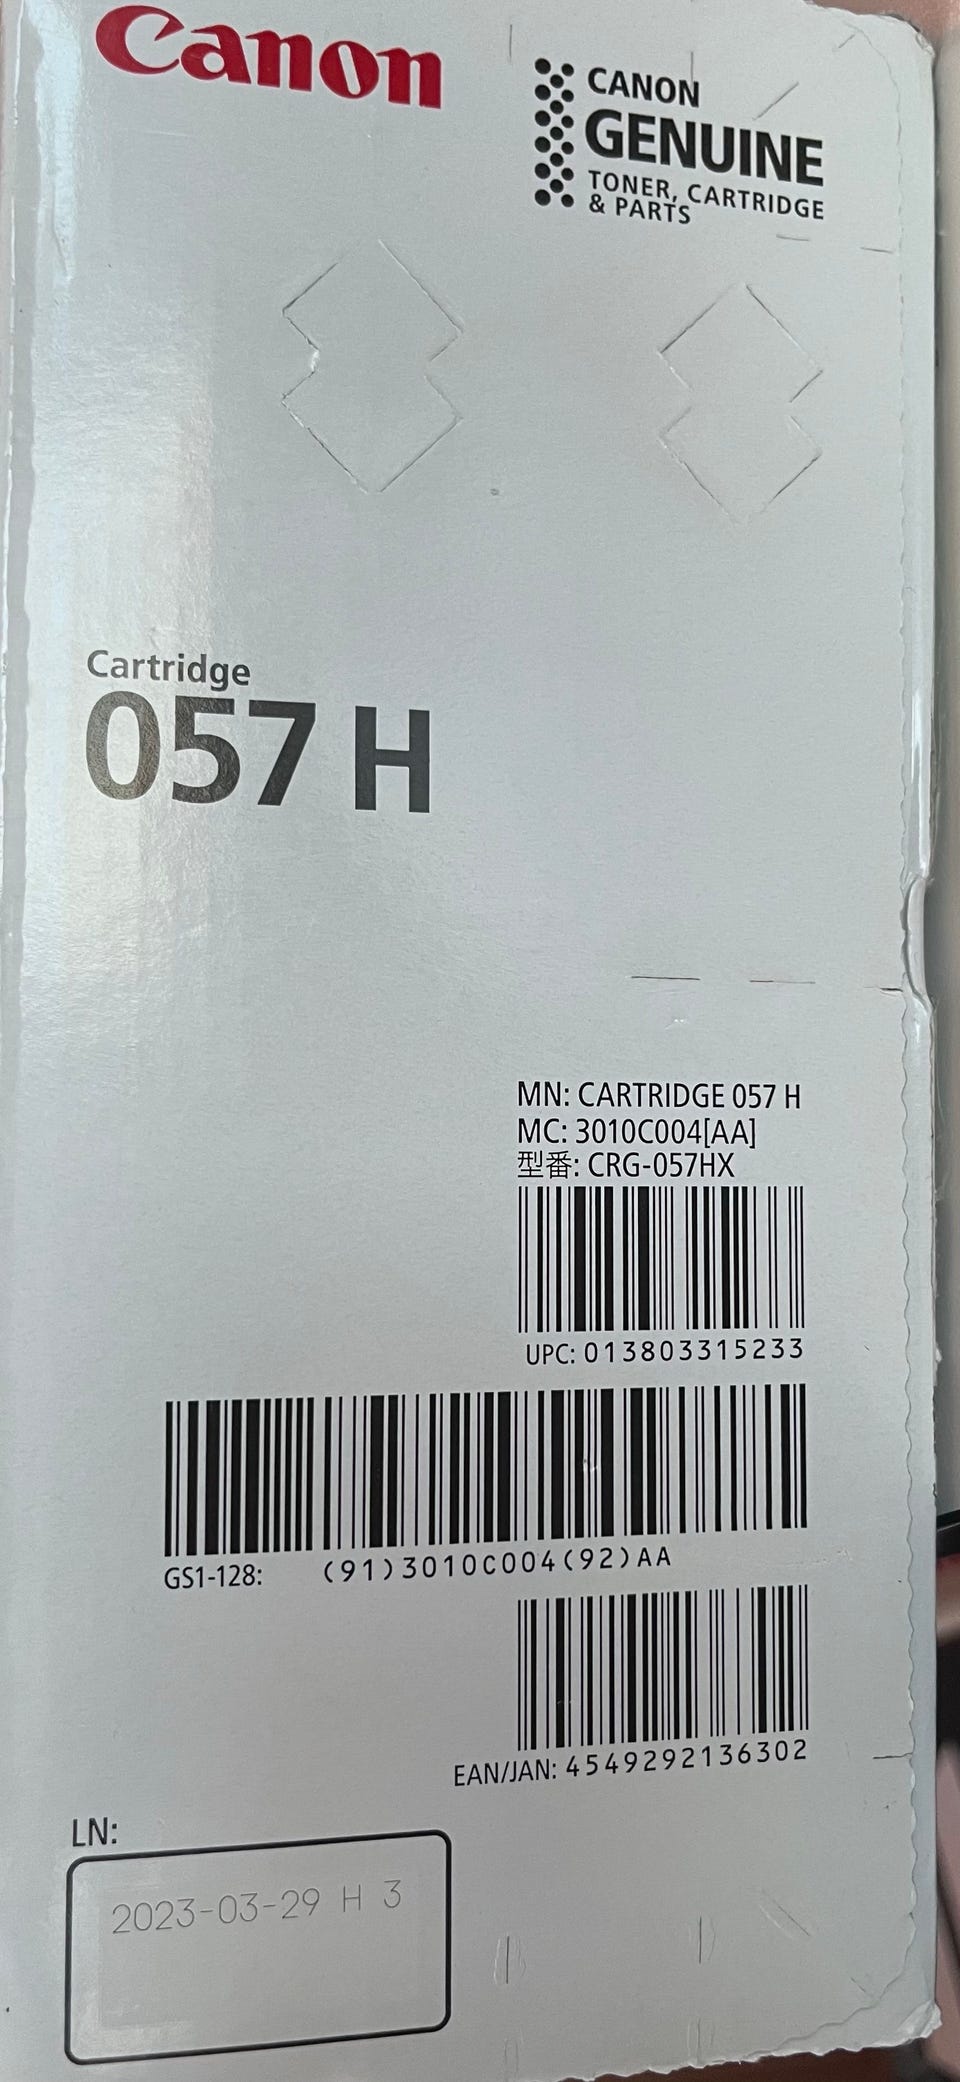 Canon
CANON
GENUINE
TONER, CARTRIDGE
& PARTS
Cartridge
057 H
MN: CARTRIDGE 057 H
MC: 3010C004[AA]
型番: CRG-057HX
UPC: 013803315233
GS1-128: (91)3010C004(92)AA
EAN/JAN: 4549292136302
LN:
2023-03-29 H 3